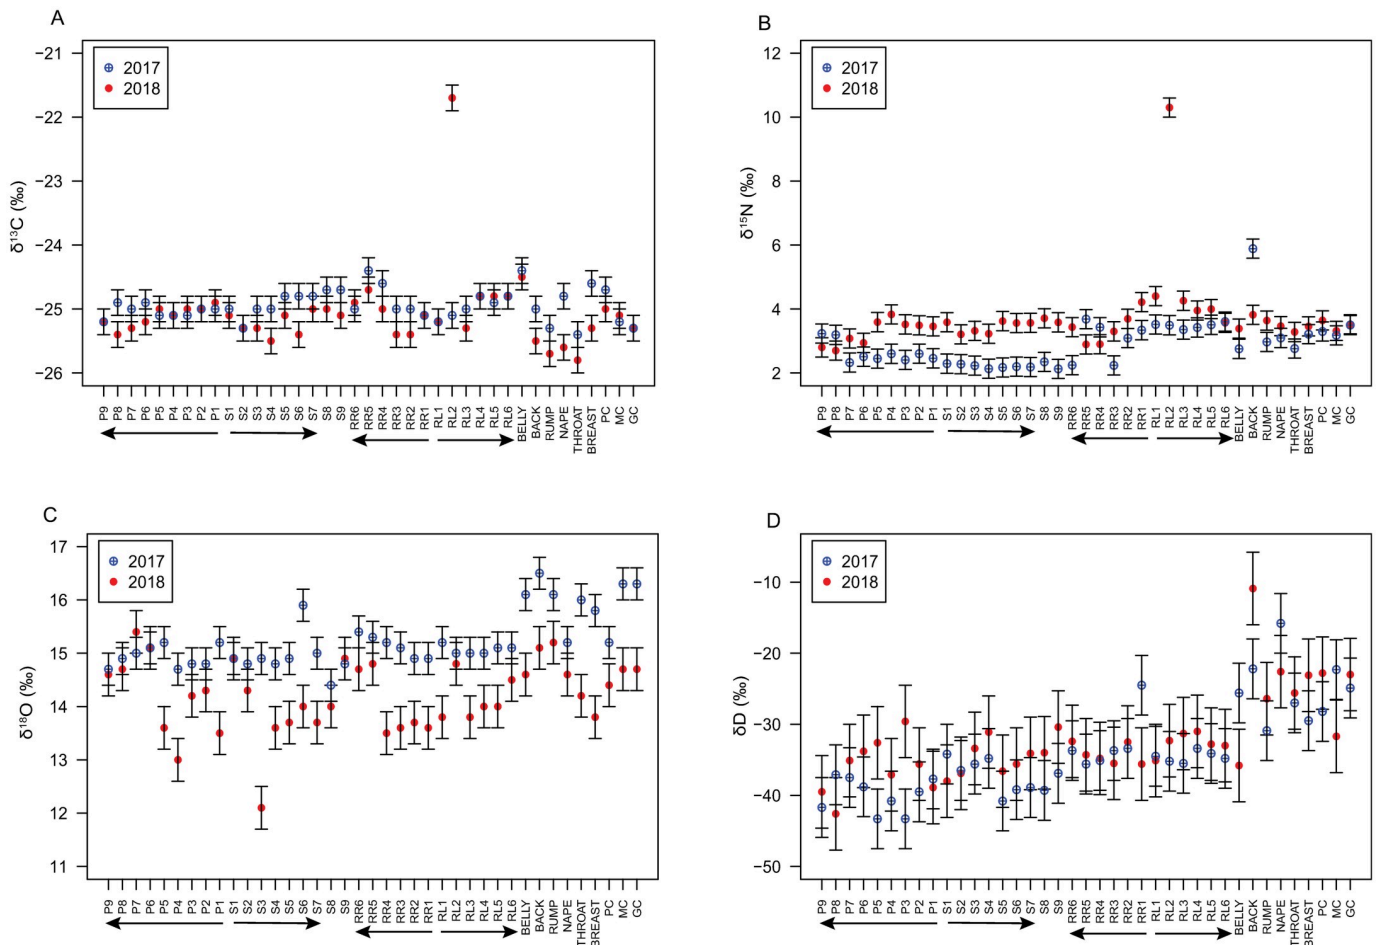 A
−21
−22
−23
−24
−25
−26
δ¹³C (‰)
2017
2018
P9 P8 P7 P6 P5 P4 P3 P2 P1 S1 S2 S3 S4 S5 S6 S7 S8 S9 RR6 RR5 RR4 RR3 RR2 RR1 RL1 RL2 RL3 RL4 RL5 RL6 BELLY BACK RUMP NAPE THROAT BREAST PC MC GC
B
12
10
8
6
4
2
δ¹⁵N (‰)
2017
2018
P9 P8 P7 P6 P5 P4 P3 P2 P1 S1 S2 S3 S4 S5 S6 S7 S8 S9 RR6 RR5 RR4 RR3 RR2 RR1 RL1 RL2 RL3 RL4 RL5 RL6 BELLY BACK RUMP NAPE THROAT BREAST PC MC GC
C
17
16
15
14
13
12
11
δ¹⁸O (‰)
2017
2018
P9 P8 P7 P6 P5 P4 P3 P2 P1 S1 S2 S3 S4 S5 S6 S7 S8 S9 RR6 RR5 RR4 RR3 RR2 RR1 RL1 RL2 RL3 RL4 RL5 RL6 BELLY BACK RUMP NAPE THROAT BREAST PC MC GC
D
−10
−20
−30
−40
−50
δD (‰)
2017
2018
P9 P8 P7 P6 P5 P4 P3 P2 P1 S1 S2 S3 S4 S5 S6 S7 S8 S9 RR6 RR5 RR4 RR3 RR2 RR1 RL1 RL2 RL3 RL4 RL5 RL6 BELLY BACK RUMP NAPE THROAT BREAST PC MC GC